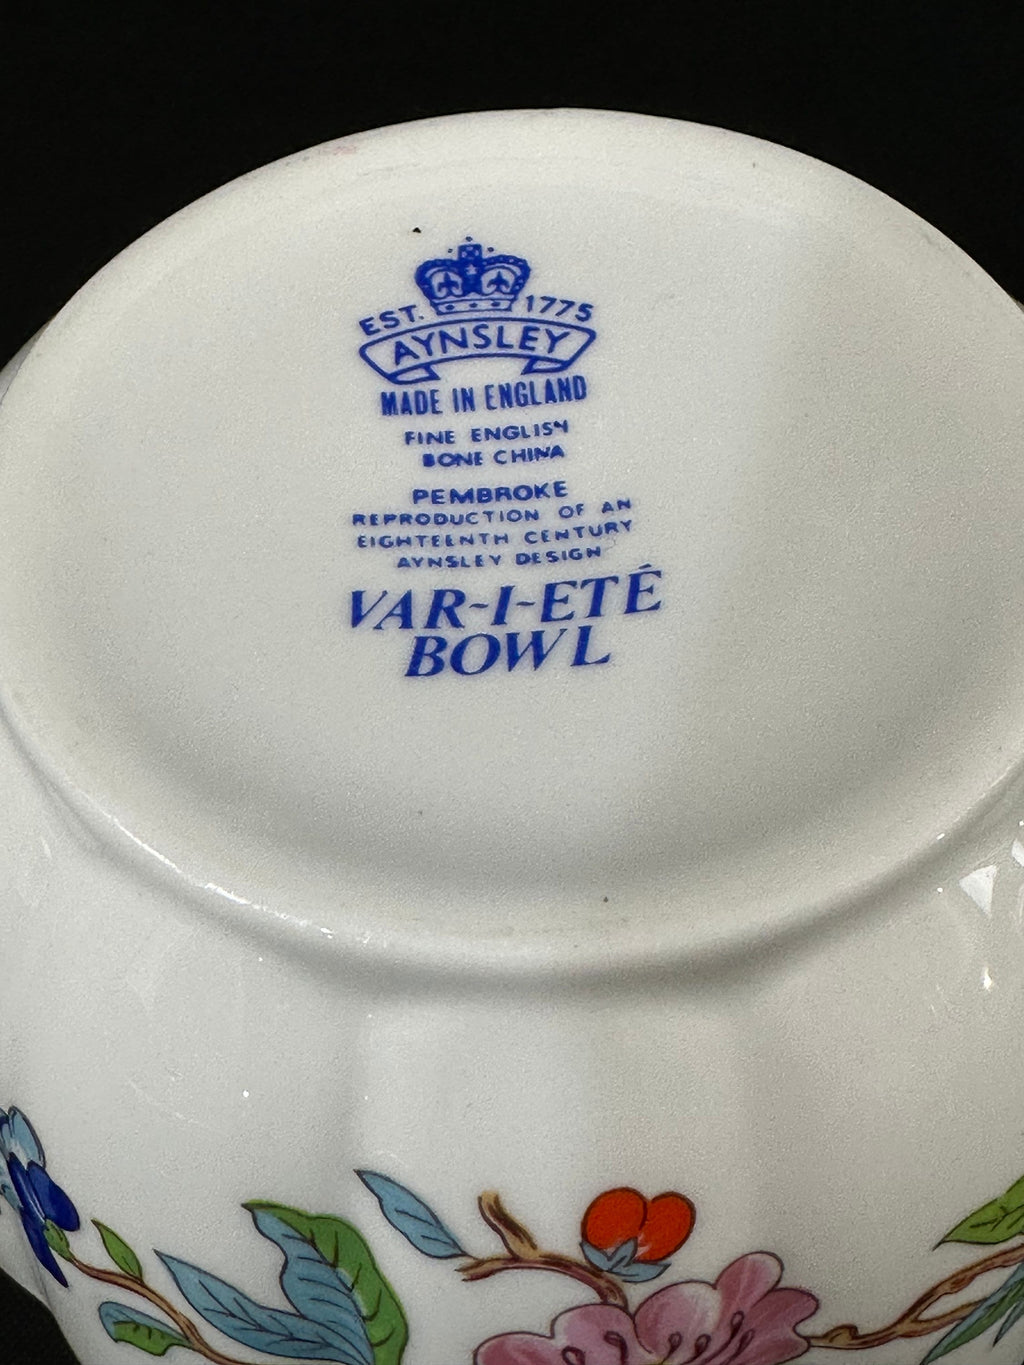 EST. 1775
AYNSLEY
MADE IN ENGLAND
FINE ENGLISH
BONE CHINA
PEMBROKE
REPRODUCTION OF AN
EIGHTEENTH CENTURY
AYNSLEY DESIGN
VAR-I-ETÉ
BOWL